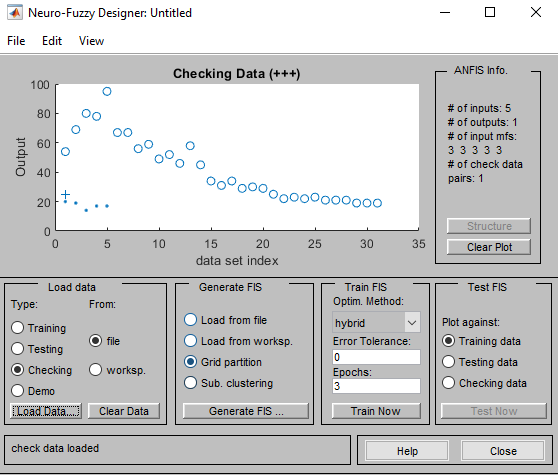 Neuro-Fuzzy Designer: Untitled
File Edit View
Checking Data (+++)
100
80
60
40
20
0
Output
0 5 10 15 20 25 30 35
data set index
ANFIS Info.
# of inputs: 5
# of outputs: 1
# of input mfs:
3 3 3 3 3
# of check data
pairs: 1
Structure
Clear Plot
Load data
Type: From:
Training
Testing
Checking
Demo
file
worksp.
Load Data... Clear Data
Generate FIS
Load from file
Load from worksp.
Grid partition
Sub. clustering
Generate FIS ...
Train FIS
Optim. Method:
hybrid
Error Tolerance:
0
Epochs:
3
Train Now
Test FIS
Plot against:
Training data
Testing data
Checking data
Test Now
check data loaded
Help Close